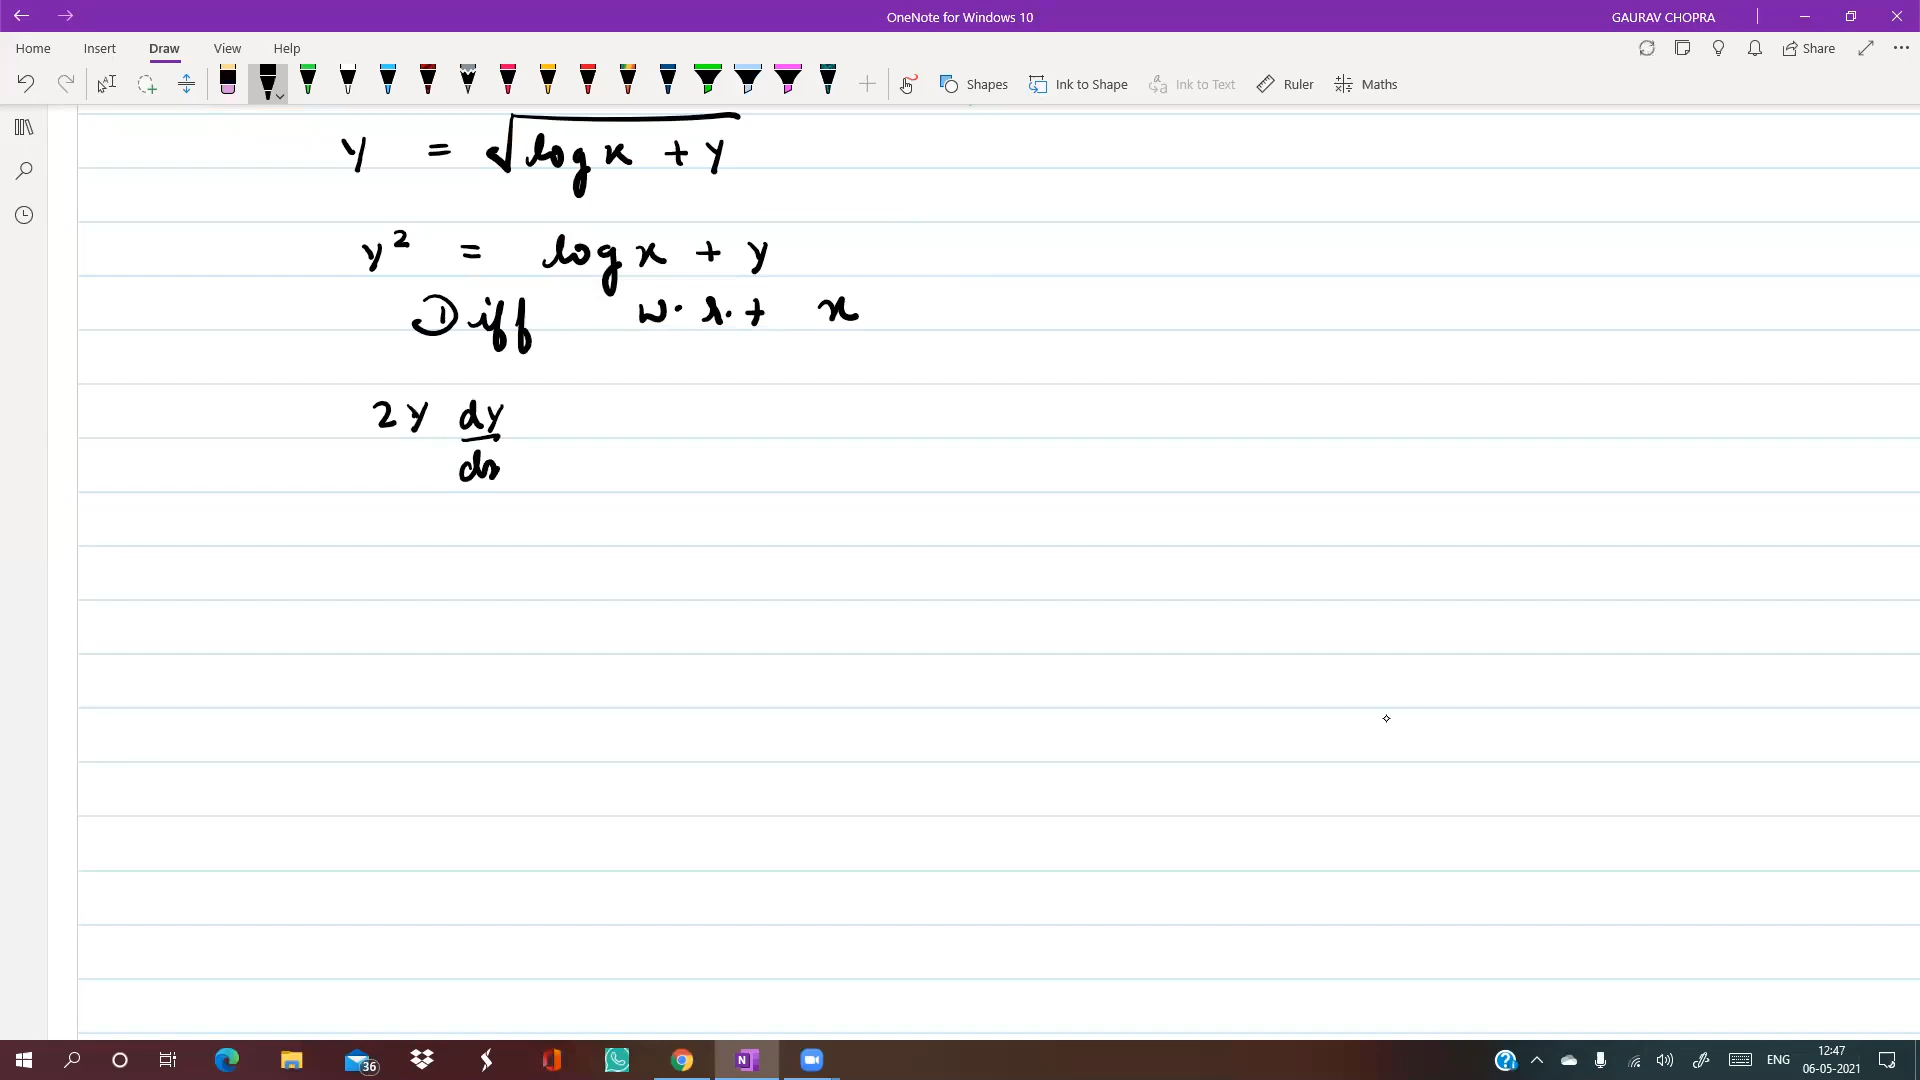 OneNote for Windows 10
GAURAV CHOPRA
Home Insert Draw View Help
Share
Shapes Ink to Shape Ink to Text Ruler Maths
y = √(log x + y)
y² = log x + y
Diff w.r.t x
2y dy
dx
36
ENG
12:47
06-05-2021